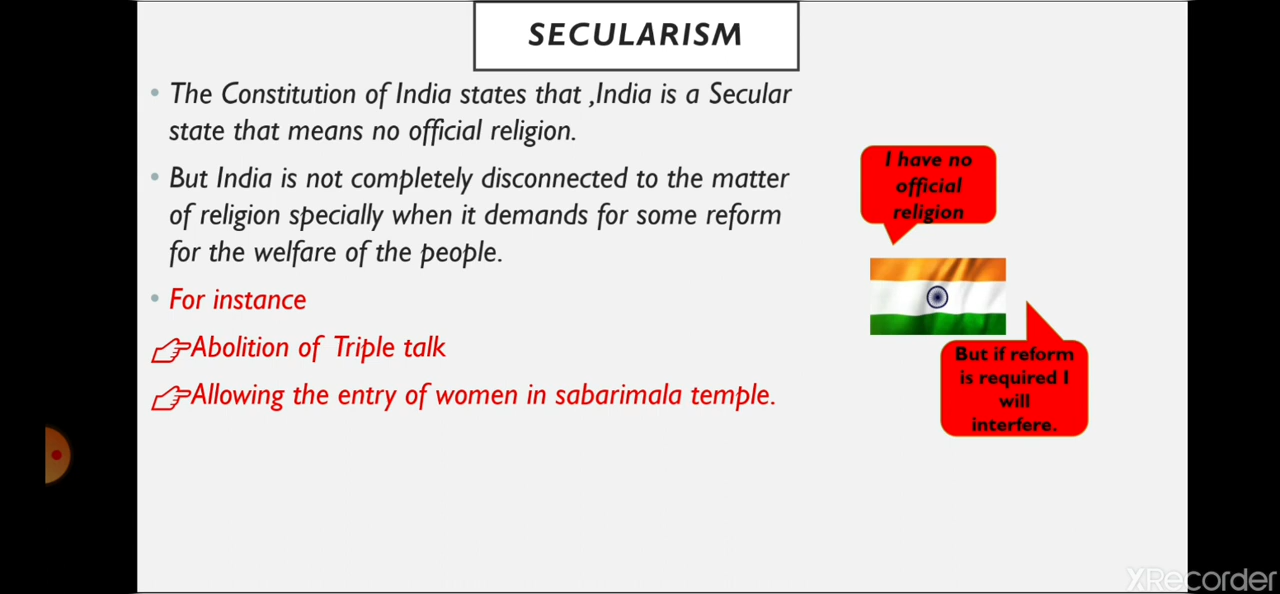 SECULARISM
The Constitution of India states that ,India is a Secular
state that means no official religion.
But India is not completely disconnected to the matter
of religion specially when it demands for some reform
for the welfare of the people.
For instance
Abolition of Triple talk
Allowing the entry of women in sabarimala temple.
I have no
official
religion
But if reform
is required I
will
interfere.
XRecorder